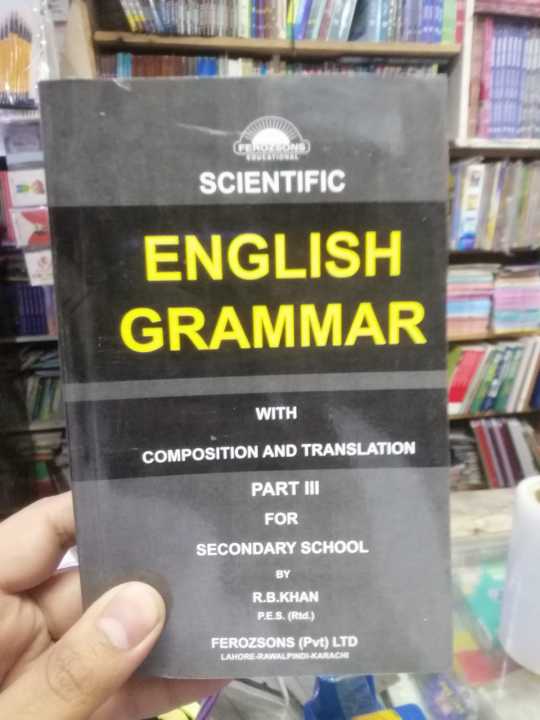 FEROZSONS
EDUCATIONAL
SCIENTIFIC
ENGLISH
GRAMMAR
WITH
COMPOSITION AND TRANSLATION
PART III
FOR
SECONDARY SCHOOL
BY
R.B.KHAN
P.E.S. (Rtd.)
FEROZSONS (Pvt) LTD
LAHORE-RAWALPINDI-KARACHI